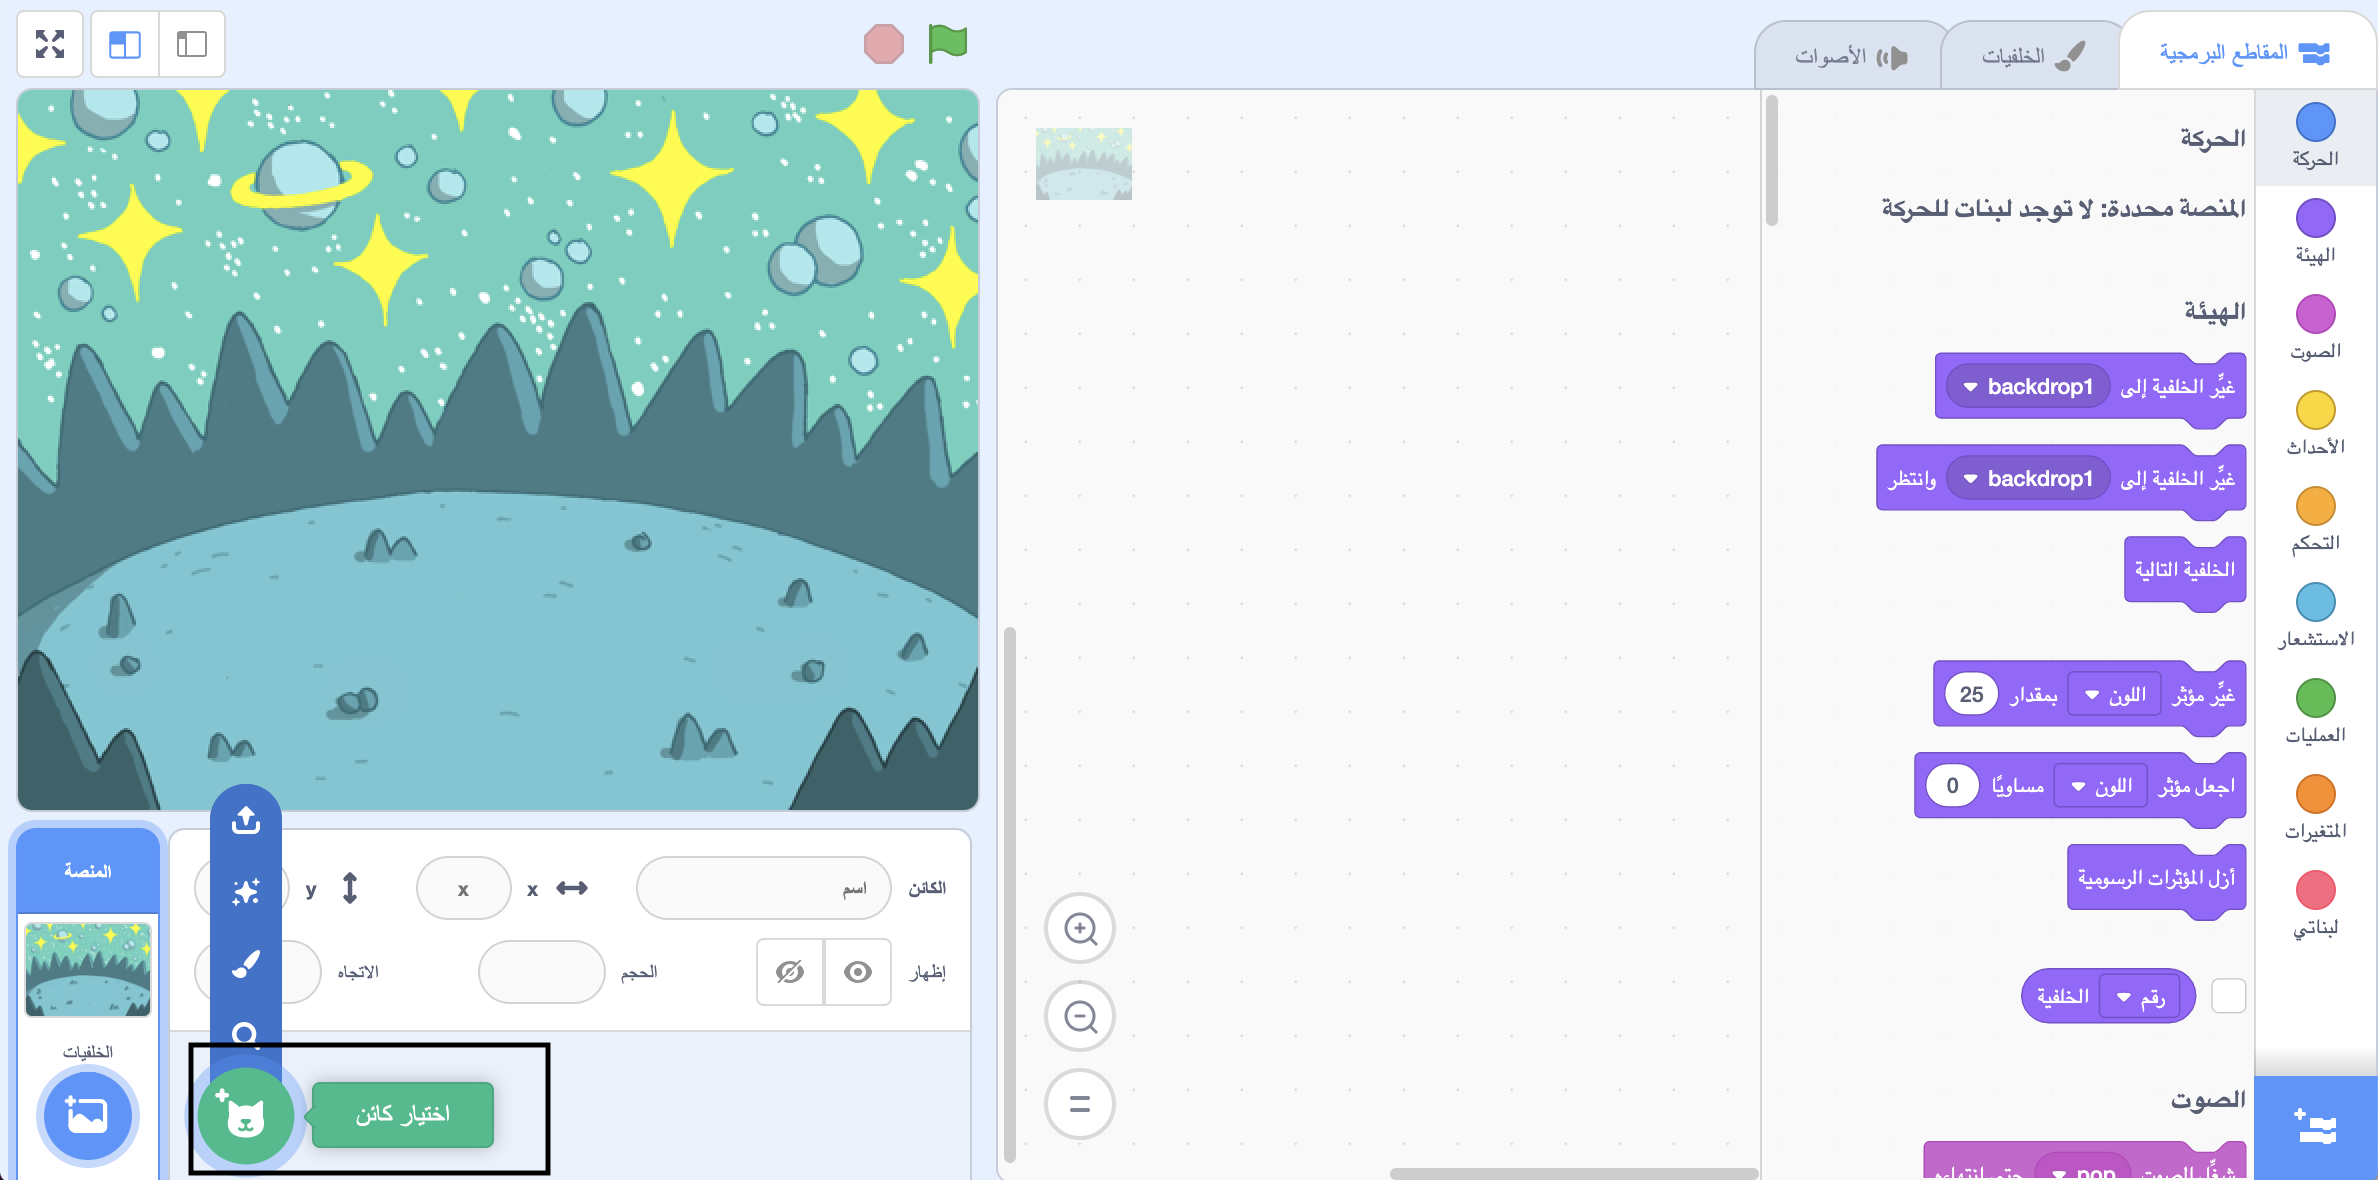 المقاطع البرمجية
الخلفيات
الأصوات
الحركة
الهيئة
الصوت
الأحداث
التحكم
الاستشعار
العمليات
المتغيرات
لبناتي
الحركة
المنصة محددة: لا توجد لبنات للحركة
الهيئة
غيِّر الخلفية إلى backdrop1
غيِّر الخلفية إلى backdrop1 وانتظر
الخلفية التالية
غيِّر مؤثر اللون بمقدار 25
اجعل مؤثر اللون مساويًا 0
أزل المؤثرات الرسومية
رقم الخلفية
الصوت
شغِّل الصوت pop حتى انتهاءه
الكائن اسم x x y
إظهار الحجم الاتجاه
اختيار كائن
المنصة
الخلفيات